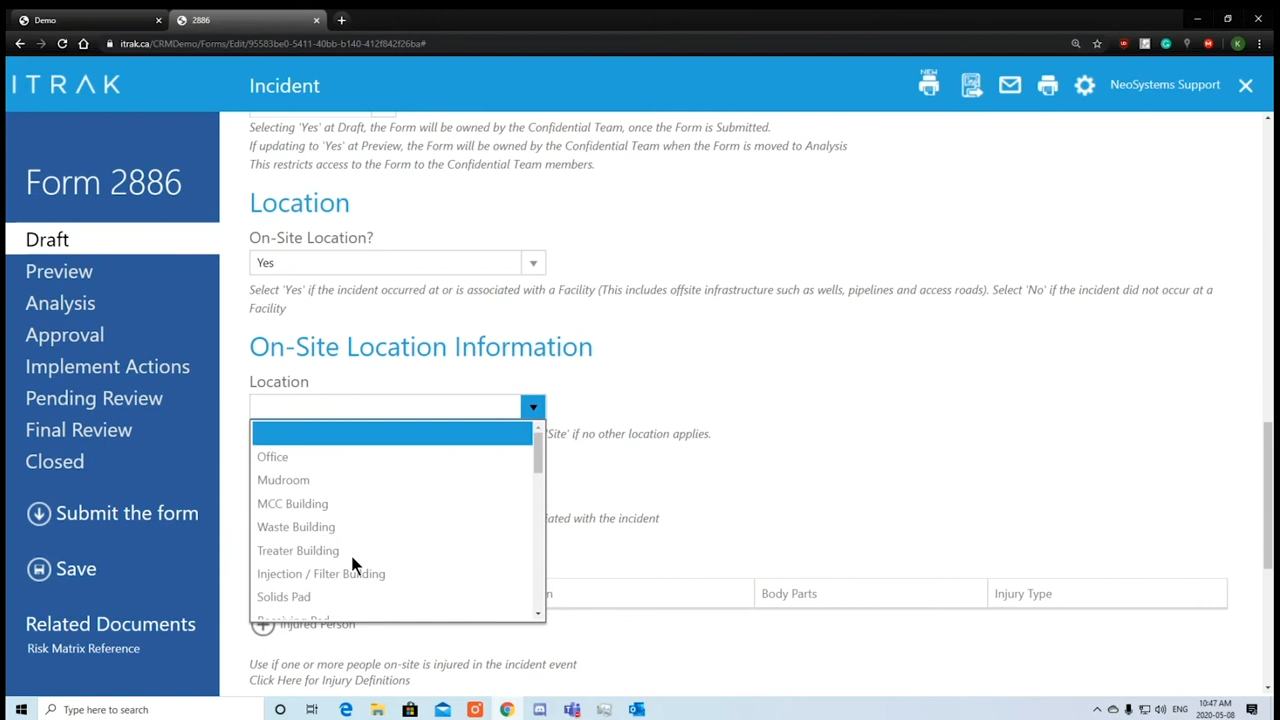 Demo
2886
itrak.ca/CRMDemo/Forms/Edit/95583be0-5411-40bb-b140-412f842f26ba#
K
ITRAK
Incident
NEW
NeoSystems Support
Form 2886
Draft
Preview
Analysis
Approval
Implement Actions
Pending Review
Final Review
Closed
Submit the form
Save
Related Documents
Risk Matrix Reference
Selecting 'Yes' at Draft, the Form will be owned by the Confidential Team, once the Form is Submitted.
If updating to 'Yes' at Preview, the Form will be owned by the Confidential Team when the Form is moved to Analysis
This restricts access to the Form to the Confidential Team members.
Location
On-Site Location?
Yes
Select 'Yes' if the incident occurred at or is associated with a Facility (This includes offsite infrastructure such as wells, pipelines and access roads). Select 'No' if the incident did not occur at a
Facility
On-Site Location Information
Location
Site' if no other location applies.
Office
Mudroom
MCC Building
Waste Building
iated with the incident
Treater Building
Injection / Filter Building
Solids Pad
Receiving Pad
n
Body Parts
Injury Type
Injured Person
Use if one or more people on-site is injured in the incident event
Click Here for Injury Definitions
Type here to search
ENG
10:47 AM
2020-05-08